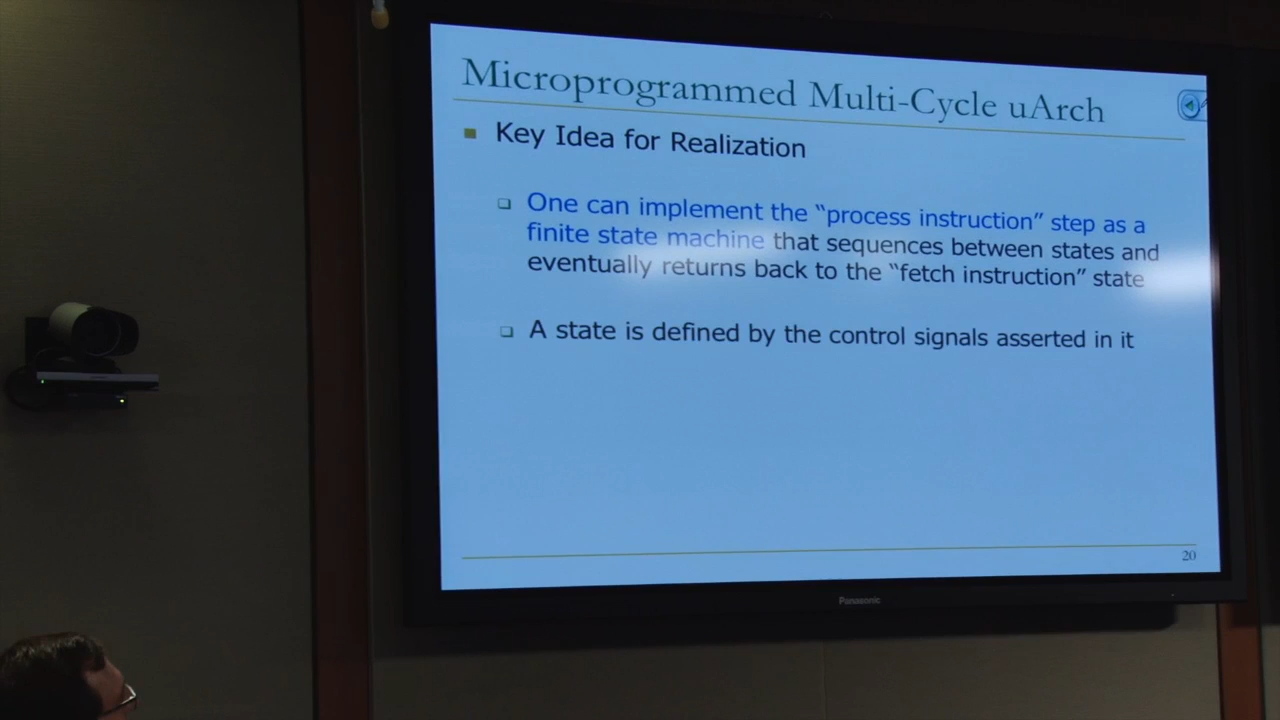 Microprogrammed Multi-Cycle uArch
Key Idea for Realization
One can implement the “process instruction” step as a
finite state machine that sequences between states and
eventually returns back to the “fetch instruction” state
A state is defined by the control signals asserted in it
20
Panasonic